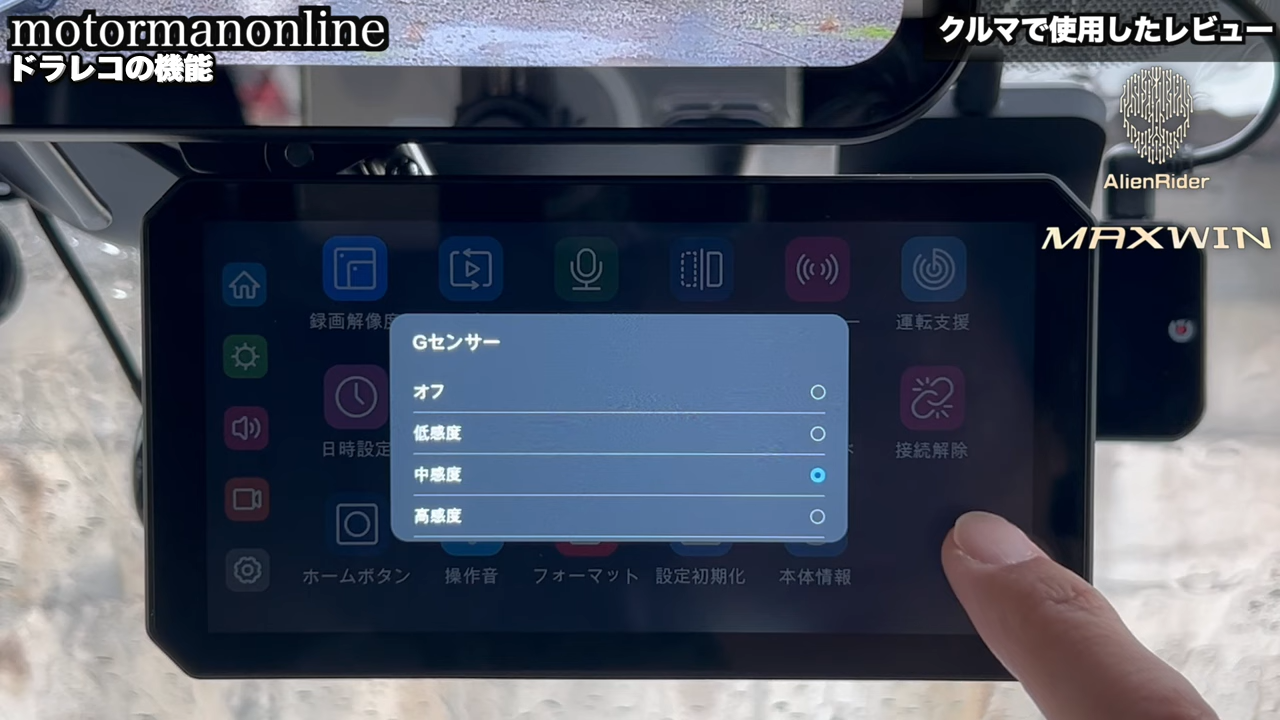 motormanonline
ドラレコの機能
クルマで使用したレビュー
AlienRider
MAXWIN
録画解像度
ー
運転支援
Gセンサー
オフ
低感度
中感度
高感度
日時設定
ド
接続解除
ホームボタン
操作音
フォーマット
設定初期化
本体情報